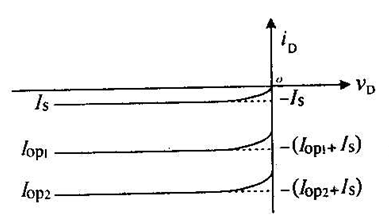 i_D
o
v_D
I_S
−I_S
I_op1
−(I_op1 + I_S)
I_op2
−(I_op2 + I_S)